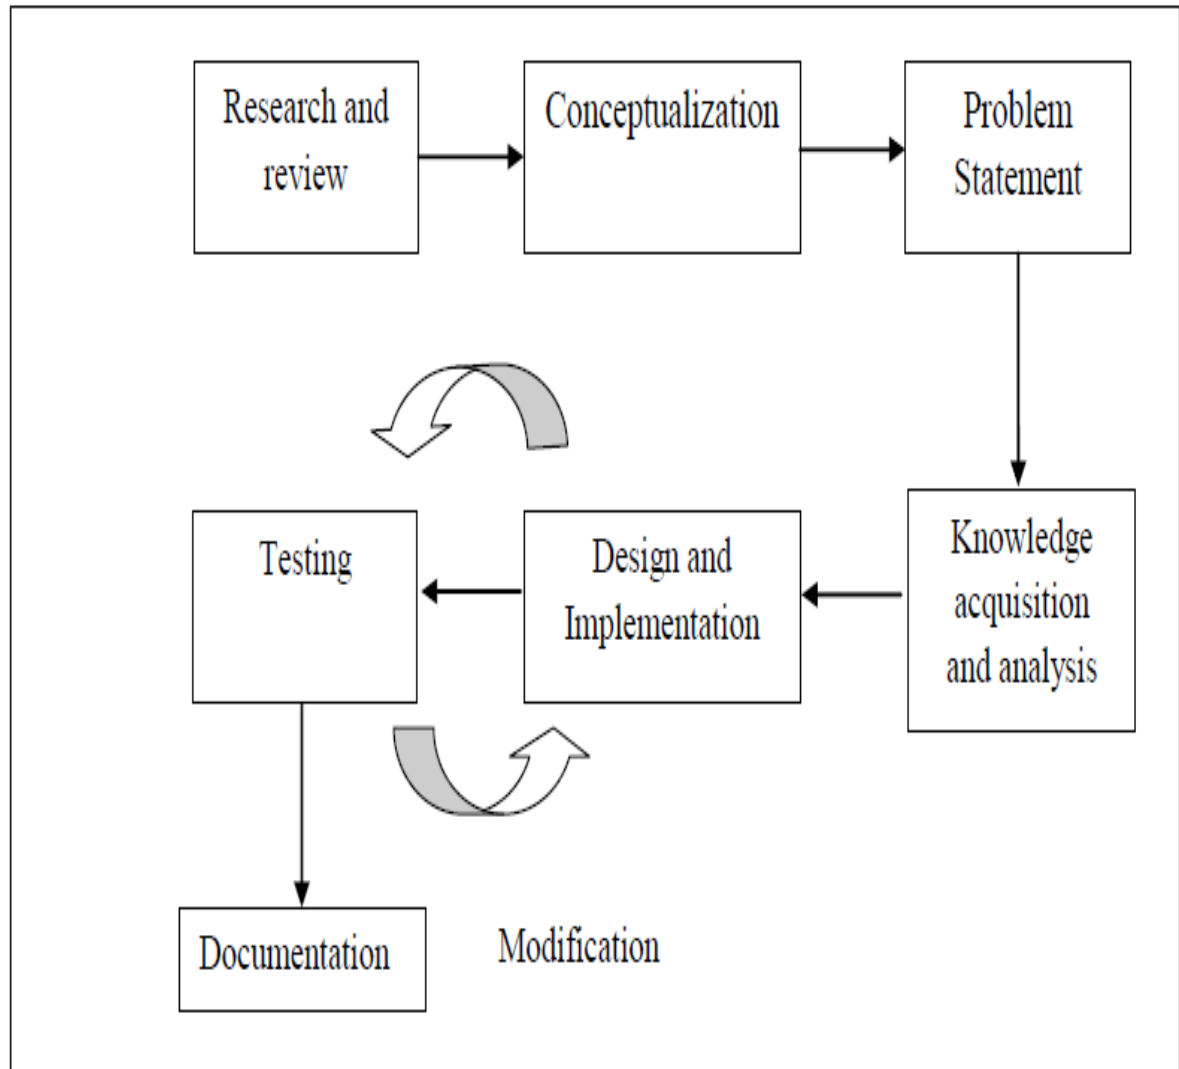 Research and
review
Conceptualization
Problem
Statement
Knowledge
acquisition
and analysis
Design and
Implementation
Testing
Documentation
Modification